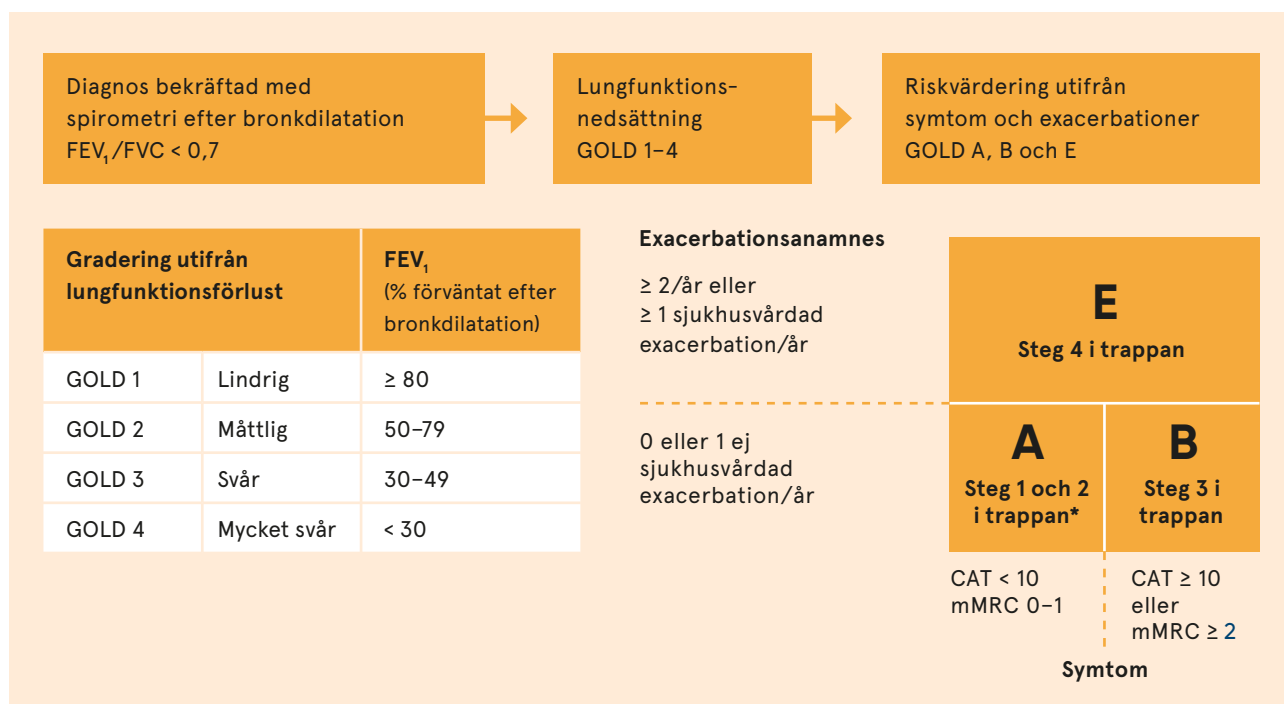 Diagnos bekräftad med
spirometri efter bronkdilatation
FEV₁/FVC < 0,7
Lungfunktions-
nedsättning
GOLD 1–4
Riskvärdering utifrån
symtom och exacerbationer
GOLD A, B och E
Gradering utifrån
lungfunktionsförlust
FEV₁
(% förväntat efter
bronkdilatation)
GOLD 1 Lindrig ≥ 80
GOLD 2 Måttlig 50–79
GOLD 3 Svår 30–49
GOLD 4 Mycket svår < 30
Exacerbationsanamnes
≥ 2/år eller
≥ 1 sjukhusvårdad
exacerbation/år
0 eller 1 ej
sjukhusvårdad
exacerbation/år
E
Steg 4 i trappan
A
Steg 1 och 2
i trappan*
B
Steg 3 i
trappan
CAT < 10
mMRC 0–1
CAT ≥ 10
eller
mMRC ≥ 2
Symtom